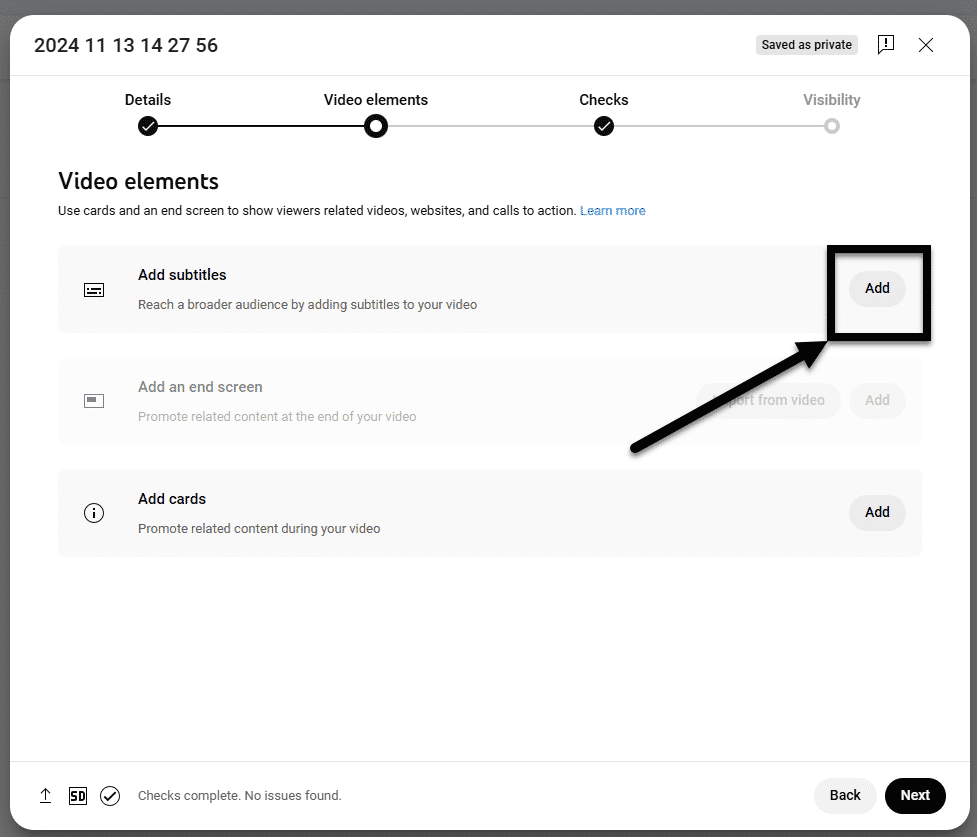 2024 11 13 14 27 56
Saved as private
Details
Video elements
Checks
Visibility
Video elements
Use cards and an end screen to show viewers related videos, websites, and calls to action. Learn more
Add subtitles
Reach a broader audience by adding subtitles to your video
Add
Add an end screen
Promote related content at the end of your video
from video
Add
Add cards
Promote related content during your video
Add
SD
Checks complete. No issues found.
Back
Next